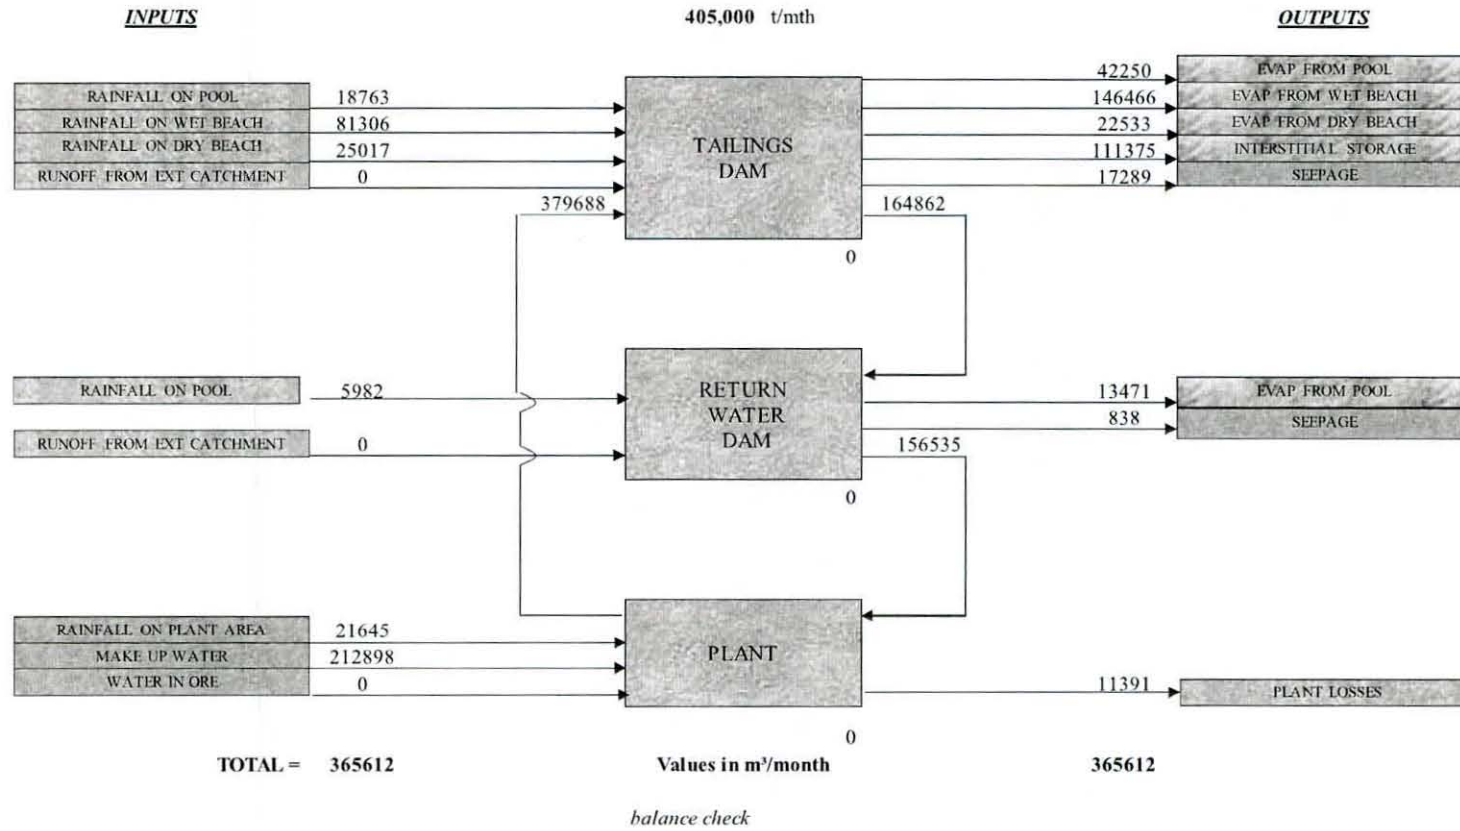 INPUTS 405,000 t/mth OUTPUTS
42250 EVAP FROM POOL
RAINFALL ON POOL 18763 146466 EVAP FROM WET BEACH
RAINFALL ON WET BEACH 81306 22533 EVAP FROM DRY BEACH
RAINFALL ON DRY BEACH 25017 TAILINGS 111375 INTERSTITIAL STORAGE
RUNOFF FROM EXT CATCHMENT 0 DAM 17289 SEEPAGE
379688 164862
0
RAINFALL ON POOL 5982 RETURN 13471 EVAP FROM POOL
WATER 838 SEEPAGE
RUNOFF FROM EXT CATCHMENT 0 DAM 156535
0
RAINFALL ON PLANT AREA 21645
MAKE UP WATER 212898 PLANT
WATER IN ORE 0 11391 PLANT LOSSES
0
TOTAL = 365612 Values in m³/month 365612
balance check